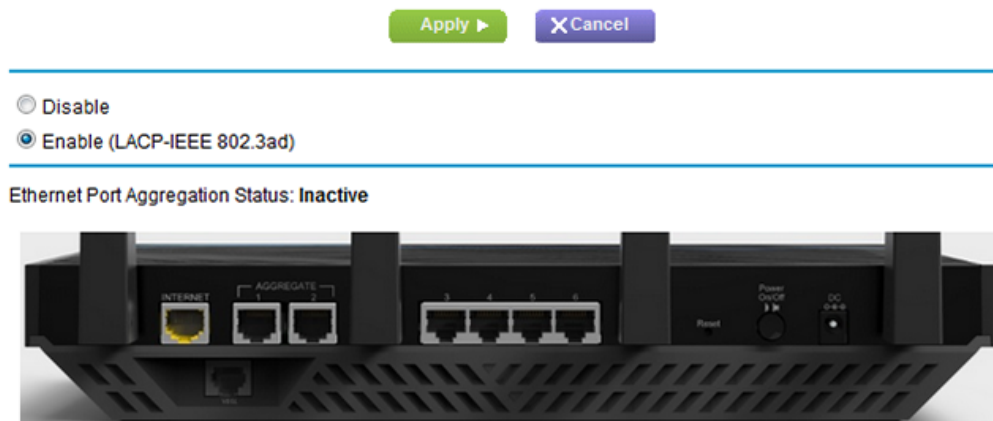 Apply
Cancel
Disable
Enable (LACP-IEEE 802.3ad)
Ethernet Port Aggregation Status: Inactive
AGGREGATE
INTERNET 1 2 3 4 5 6
Power
On/Off
DC
Reset